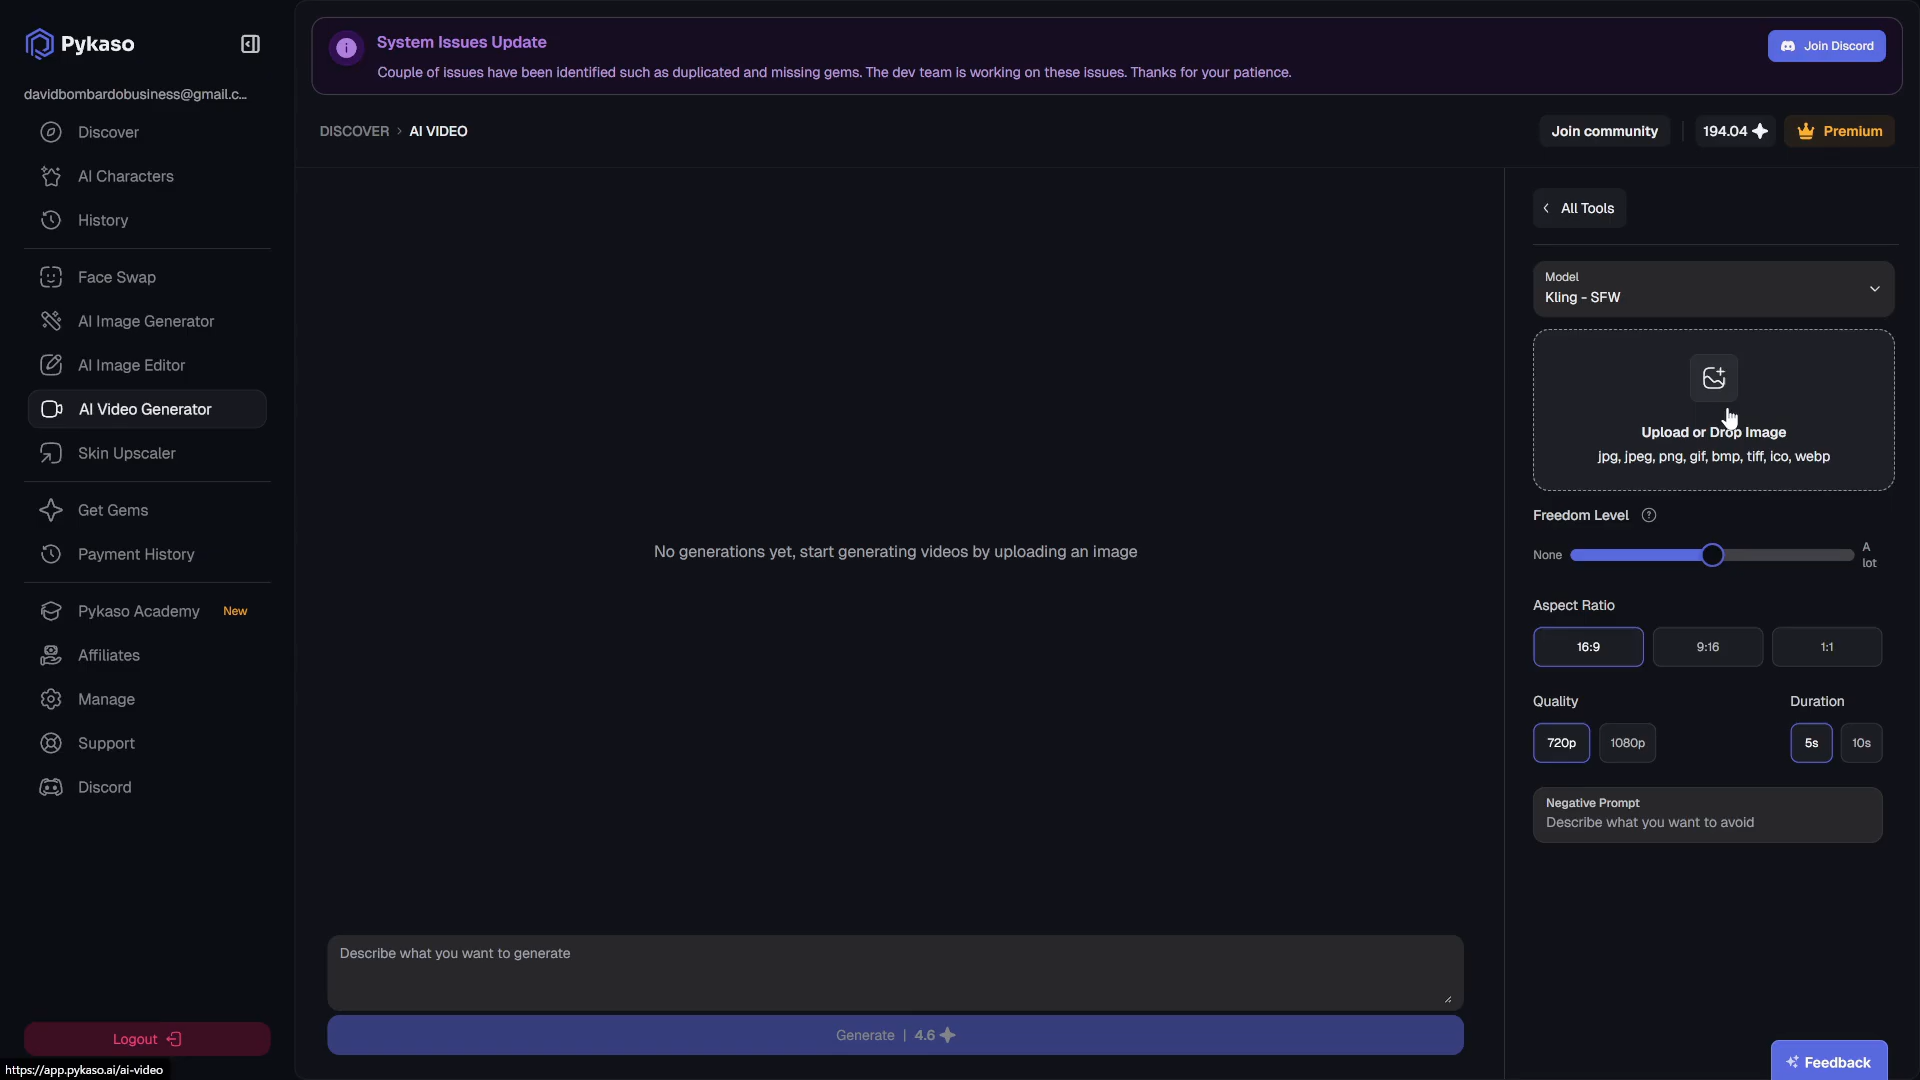 Pykaso
davidbombardobusiness@gmail.c...
Discover
AI Characters
History
Face Swap
AI Image Generator
AI Image Editor
AI Video Generator
Skin Upscaler
Get Gems
Payment History
Pykaso Academy New
Affiliates
Manage
Support
Discord
Logout
https://app.pykaso.ai/ai-video
System Issues Update
Couple of issues have been identified such as duplicated and missing gems. The dev team is working on these issues. Thanks for your patience.
Join Discord
DISCOVER > AI VIDEO
Join community
194.04
Premium
No generations yet, start generating videos by uploading an image
Describe what you want to generate
Generate | 4.6
All Tools
Model
Kling - SFW
Upload or Drop Image
jpg, jpeg, png, gif, bmp, tiff, ico, webp
Freedom Level ?
None A lot
Aspect Ratio
16:9 9:16 1:1
Quality Duration
720p 1080p 5s 10s
Negative Prompt
Describe what you want to avoid
Feedback